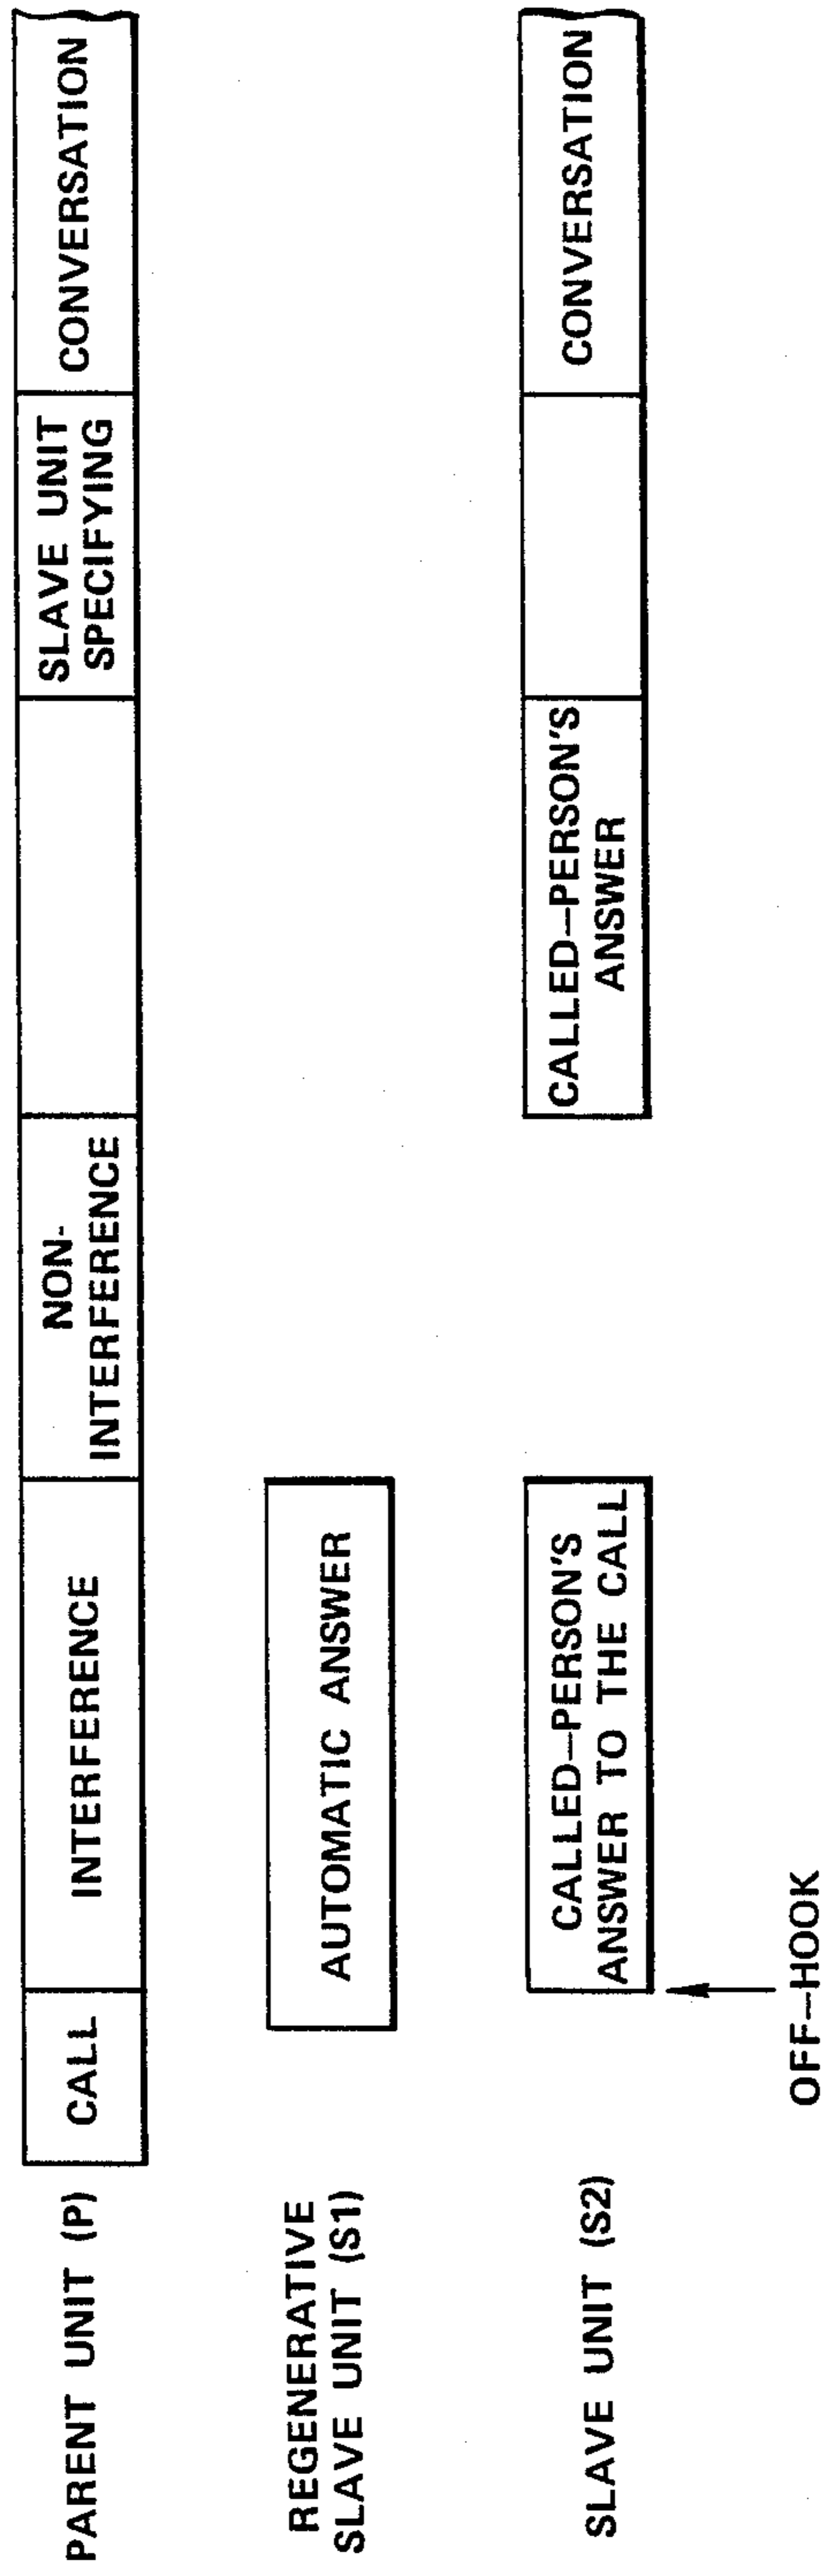 PARENT UNIT (P)
CALL
INTERFERENCE
NON-
INTERFERENCE
SLAVE UNIT
SPECIFYING
CONVERSATION
REGENERATIVE
SLAVE UNIT (S1)
AUTOMATIC ANSWER
SLAVE UNIT (S2)
CALLED–PERSON'S
ANSWER TO THE CALL
CALLED–PERSON'S
ANSWER
CONVERSATION
OFF–HOOK